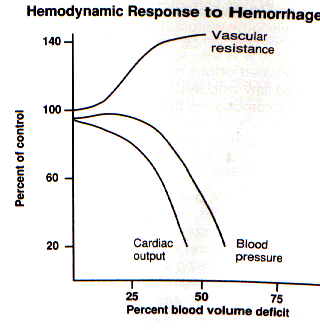 Hemodynamic Response to Hemorrhage
140
Vascular
resistance
100
60
20
Percent of control
Cardiac
output
Blood
pressure
25
50
75
Percent blood volume deficit